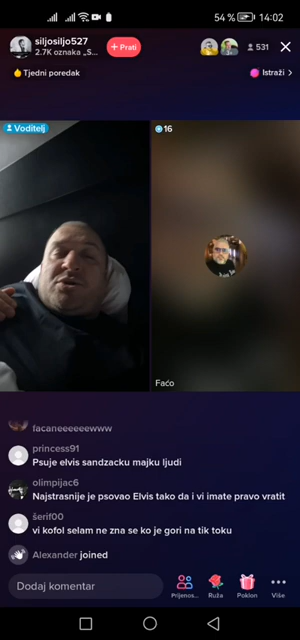 54 % 14:02
siljosiljo527
2.7K oznaka „S...
+ Prati
531
Tjedni poredak
Istraži >
Voditelj
16
Faćo
facaneeeeeewww
princess91
Psuje elvis sandzacku majku ljudi
olimpijac6
Najstrasnije je psovao Elvis tako da i vi imate pravo vratit
šerif00
vi kofol selam ne zna se ko je gori na tik toku
Alexander joined
Dodaj komentar
Prijenos...
Ruža
Poklon
Više